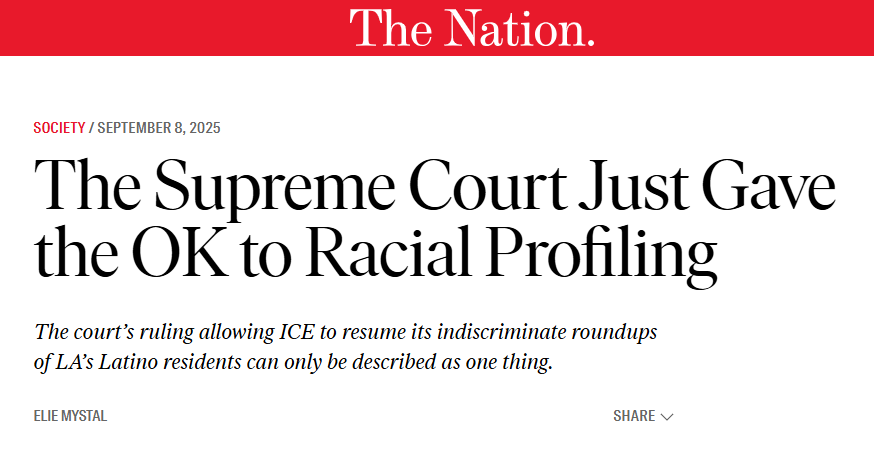 The Nation.
SOCIETY / SEPTEMBER 8, 2025
The Supreme Court Just Gave
the OK to Racial Profiling
The court’s ruling allowing ICE to resume its indiscriminate roundups
of LA’s Latino residents can only be described as one thing.
ELIE MYSTAL
SHARE